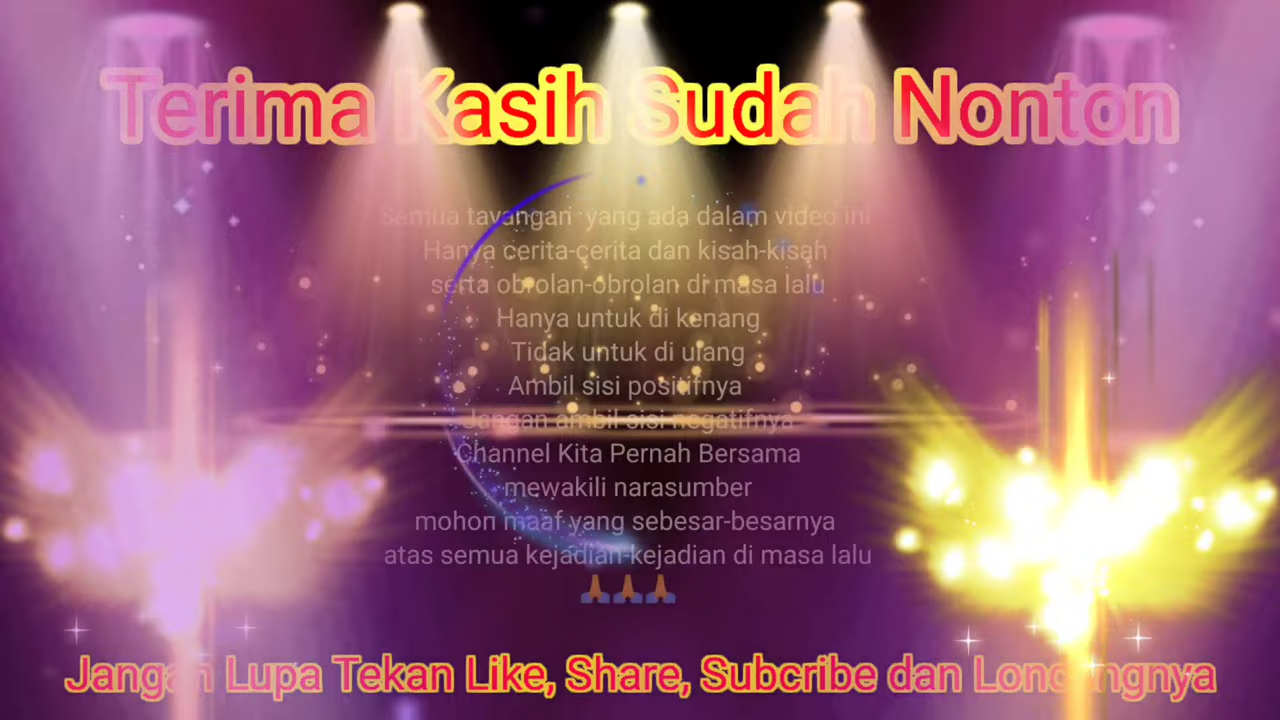 Terima Kasih Sudah Nonton
Semua tayangan yang ada dalam video ini
Hanya cerita-cerita dan kisah-kisah
serta obrolan-obrolan di masa lalu
Hanya untuk di kenang
Tidak untuk di ulang
Ambil sisi positifnya
Jangan ambil sisi negatifnya
Channel Kita Pernah Bersama
mewakili narasumber
mohon maaf yang sebesar-besarnya
atas semua kejadian-kejadian di masa lalu
🙏🙏🙏
Jangan Lupa Tekan Like, Share, Subcribe dan Loncengnya